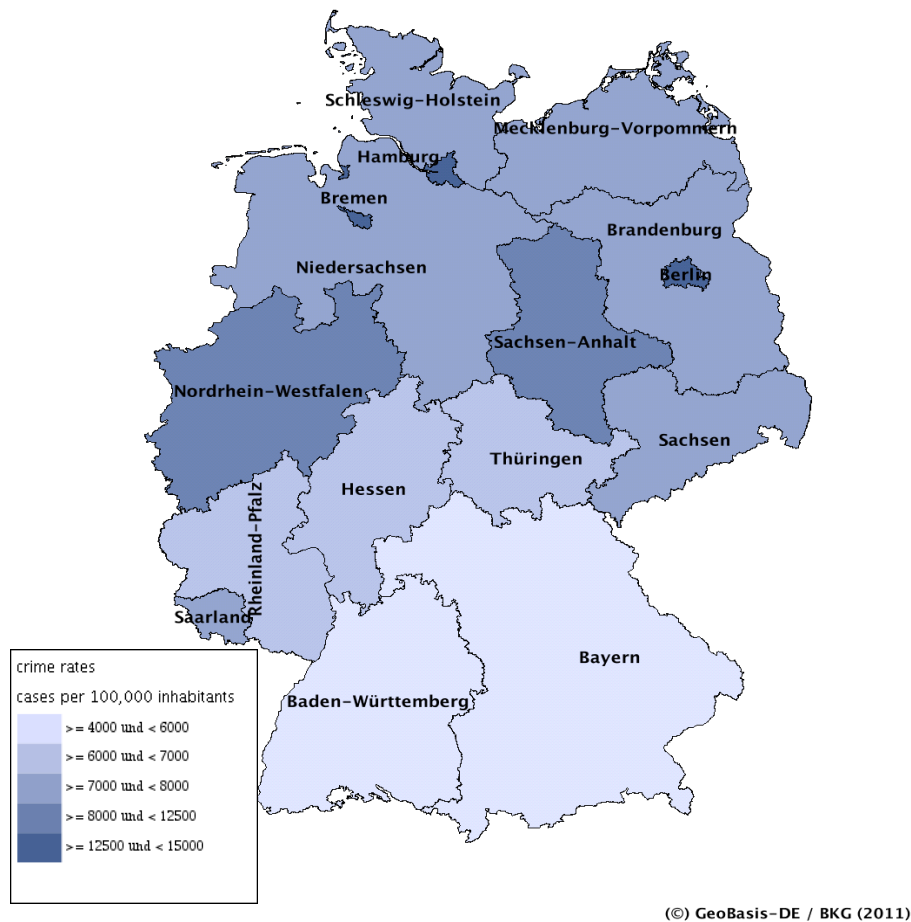 Schleswig-Holstein
Mecklenburg-Vorpommern
Hamburg
Bremen
Brandenburg
Niedersachsen
Berlin
Sachsen-Anhalt
Nordrhein-Westfalen
Sachsen
Thüringen
Hessen
Rheinland-Pfalz
Saarland
Bayern
Baden-Württemberg
crime rates
cases per 100,000 inhabitants
>= 4000 und < 6000
>= 6000 und < 7000
>= 7000 und < 8000
>= 8000 und < 12500
>= 12500 und < 15000
(©) GeoBasis-DE / BKG (2011)